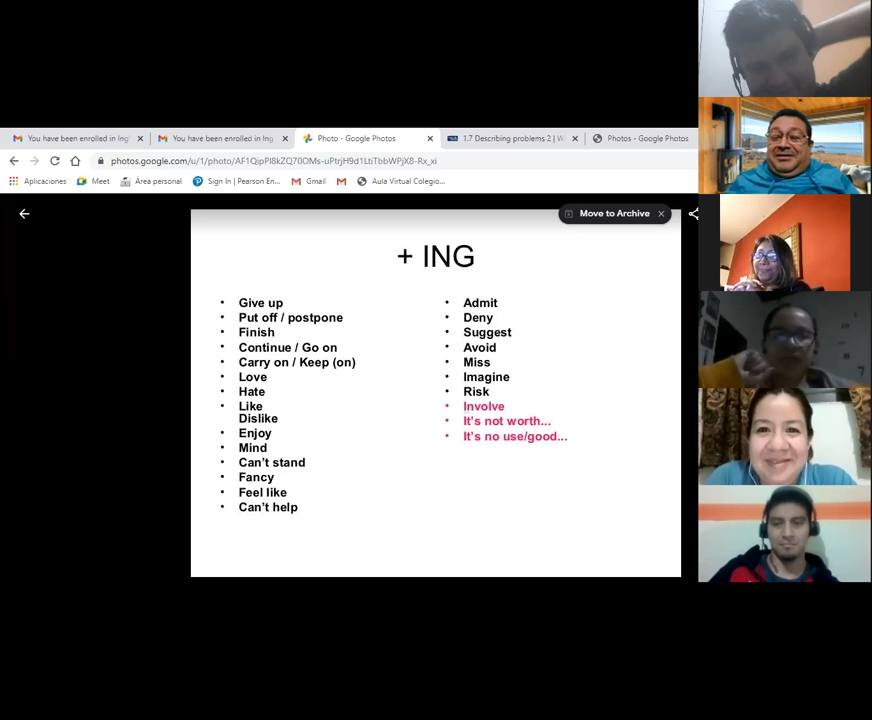 You have been enrolled in Ing
You have been enrolled in Ing
Photo - Google Photos
1.7 Describing problems 2 | W
Photos - Google Photos
photos.google.com/u/1/photo/AF1QipPl8kZQ70OMs-uPtrjH9d1LtiTbbWPjX8-Rx_xi
Aplicaciones
Meet
Área personal
Sign In | Pearson En...
Gmail
Aula Virtual Colegio...
Move to Archive
+ ING
• Give up
• Put off / postpone
• Finish
• Continue / Go on
• Carry on / Keep (on)
• Love
• Hate
• Like
Dislike
• Enjoy
• Mind
• Can't stand
• Fancy
• Feel like
• Can't help
• Admit
• Deny
• Suggest
• Avoid
• Miss
• Imagine
• Risk
• Involve
• It's not worth...
• It's no use/good...